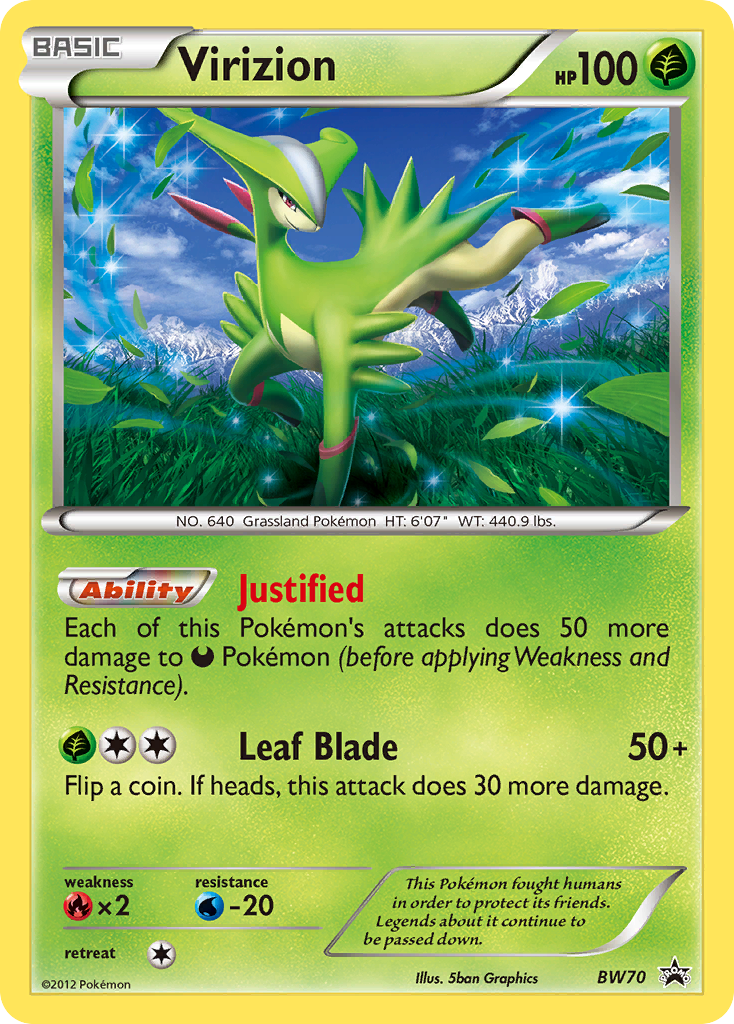 BASIC
Virizion
HP100
NO. 640 Grassland Pokémon HT: 6'07" WT: 440.9 lbs.
Ability Justified
Each of this Pokémon's attacks does 50 more
damage to Pokémon (before applying Weakness and
Resistance).
Leaf Blade 50+
Flip a coin. If heads, this attack does 30 more damage.
weakness resistance
×2 -20
This Pokémon fought humans
in order to protect its friends.
Legends about it continue to
be passed down.
retreat
©2012 Pokémon
Illus. 5ban Graphics
BW70 PROMO